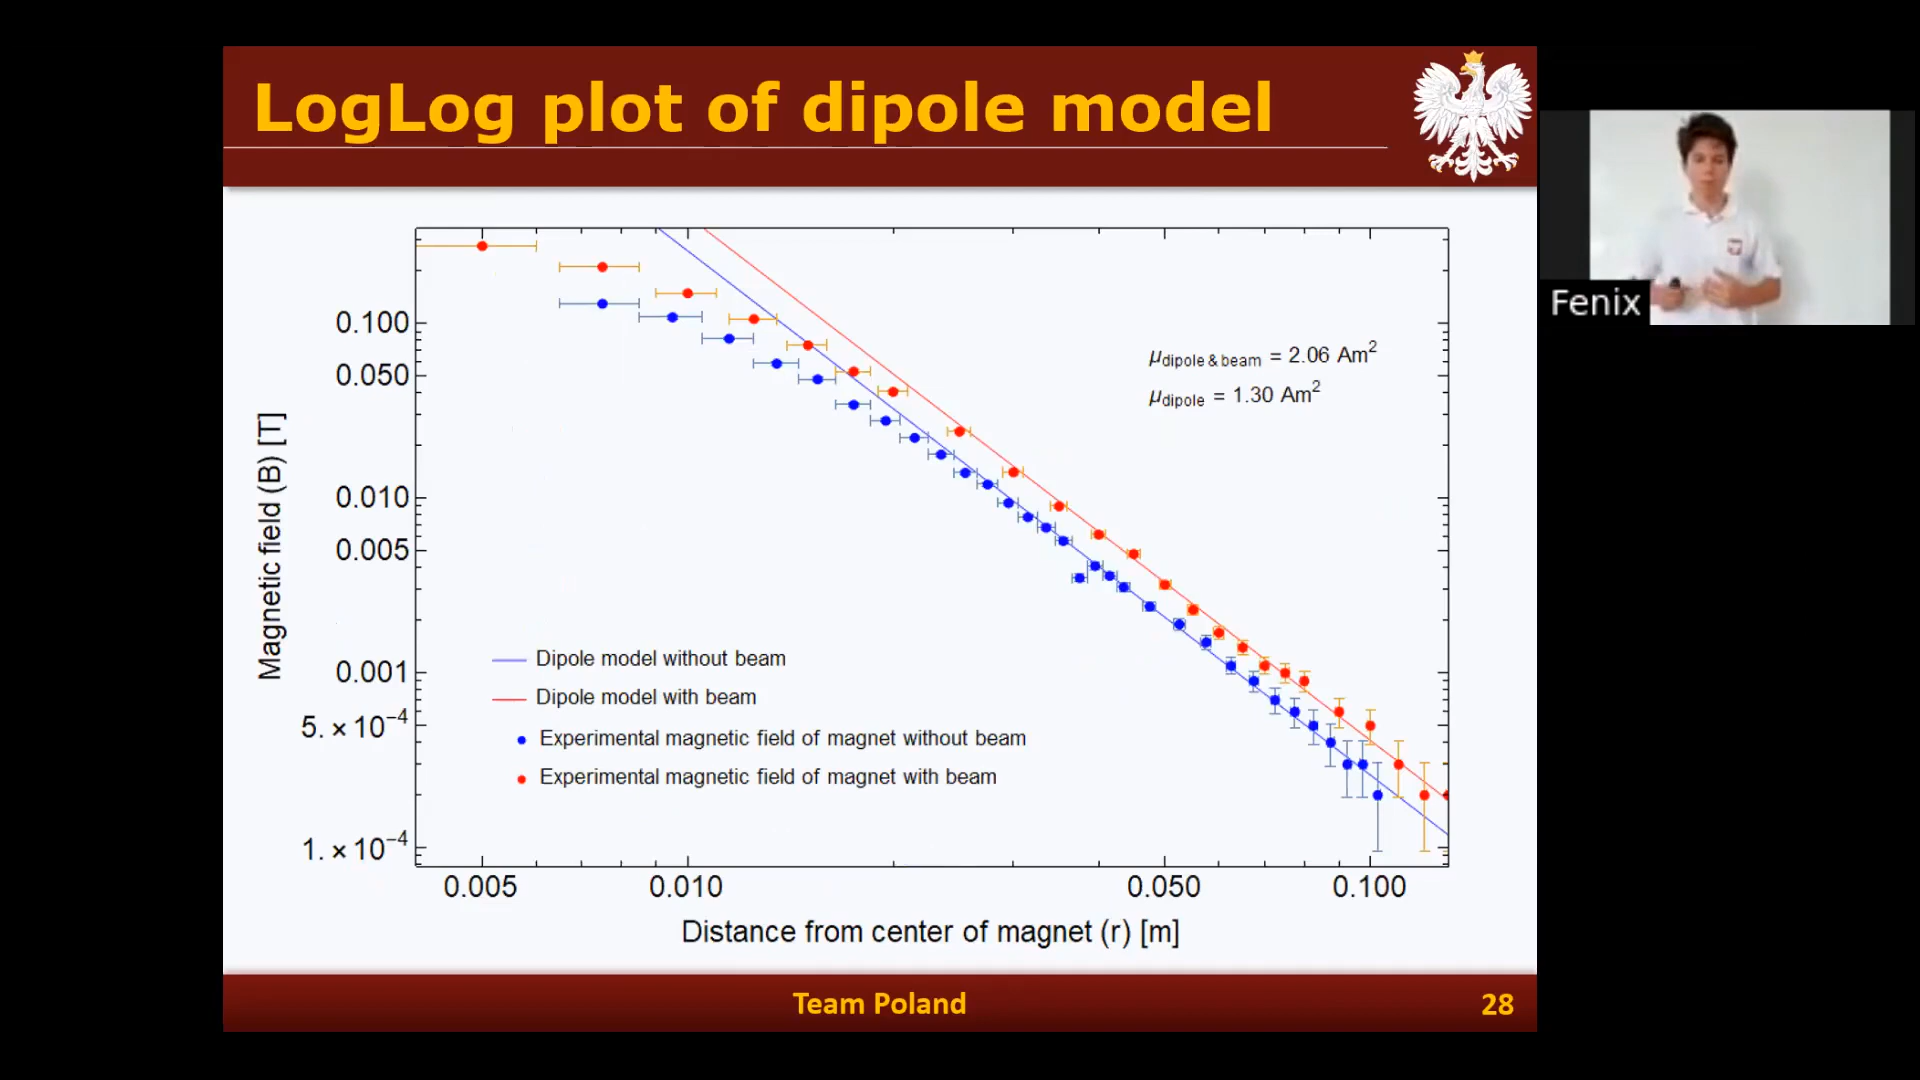 LogLog plot of dipole model
Fenix
Magnetic field (B) [T]
0.100
0.050
0.010
0.005
0.001
5. × 10⁻⁴
1. × 10⁻⁴
μdipole & beam = 2.06 Am²
μdipole = 1.30 Am²
Dipole model without beam
Dipole model with beam
Experimental magnetic field of magnet without beam
Experimental magnetic field of magnet with beam
0.005 0.010 0.050 0.100
Distance from center of magnet (r) [m]
Team Poland
28